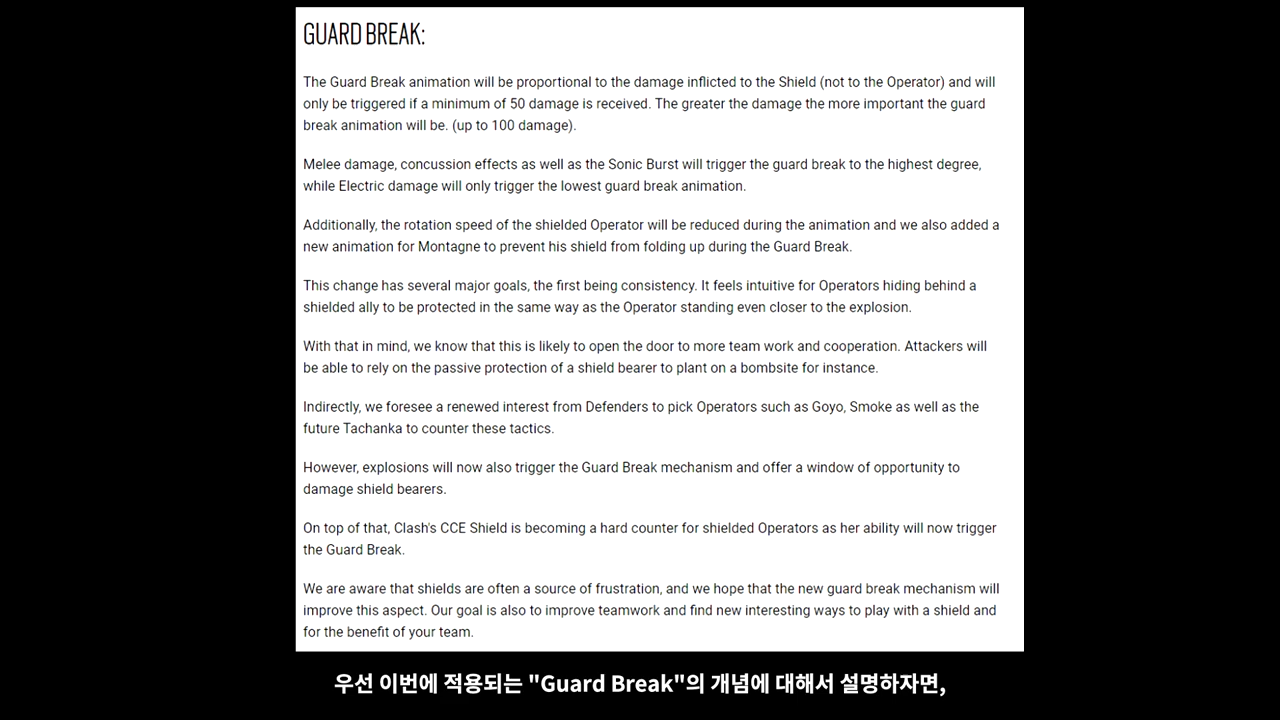 GUARD BREAK:
The Guard Break animation will be proportional to the damage inflicted to the Shield (not to the Operator) and will
only be triggered if a minimum of 50 damage is received. The greater the damage the more important the guard
break animation will be. (up to 100 damage).
Melee damage, concussion effects as well as the Sonic Burst will trigger the guard break to the highest degree,
while Electric damage will only trigger the lowest guard break animation.
Additionally, the rotation speed of the shielded Operator will be reduced during the animation and we also added a
new animation for Montagne to prevent his shield from folding up during the Guard Break.
This change has several major goals, the first being consistency. It feels intuitive for Operators hiding behind a
shielded ally to be protected in the same way as the Operator standing even closer to the explosion.
With that in mind, we know that this is likely to open the door to more team work and cooperation. Attackers will
be able to rely on the passive protection of a shield bearer to plant on a bombsite for instance.
Indirectly, we foresee a renewed interest from Defenders to pick Operators such as Goyo, Smoke as well as the
future Tachanka to counter these tactics.
However, explosions will now also trigger the Guard Break mechanism and offer a window of opportunity to
damage shield bearers.
On top of that, Clash's CCE Shield is becoming a hard counter for shielded Operators as her ability will now trigger
the Guard Break.
We are aware that shields are often a source of frustration, and we hope that the new guard break mechanism will
improve this aspect. Our goal is also to improve teamwork and find new interesting ways to play with a shield and
for the benefit of your team.
우선 이번에 적용되는 "Guard Break"의 개념에 대해서 설명하자면,